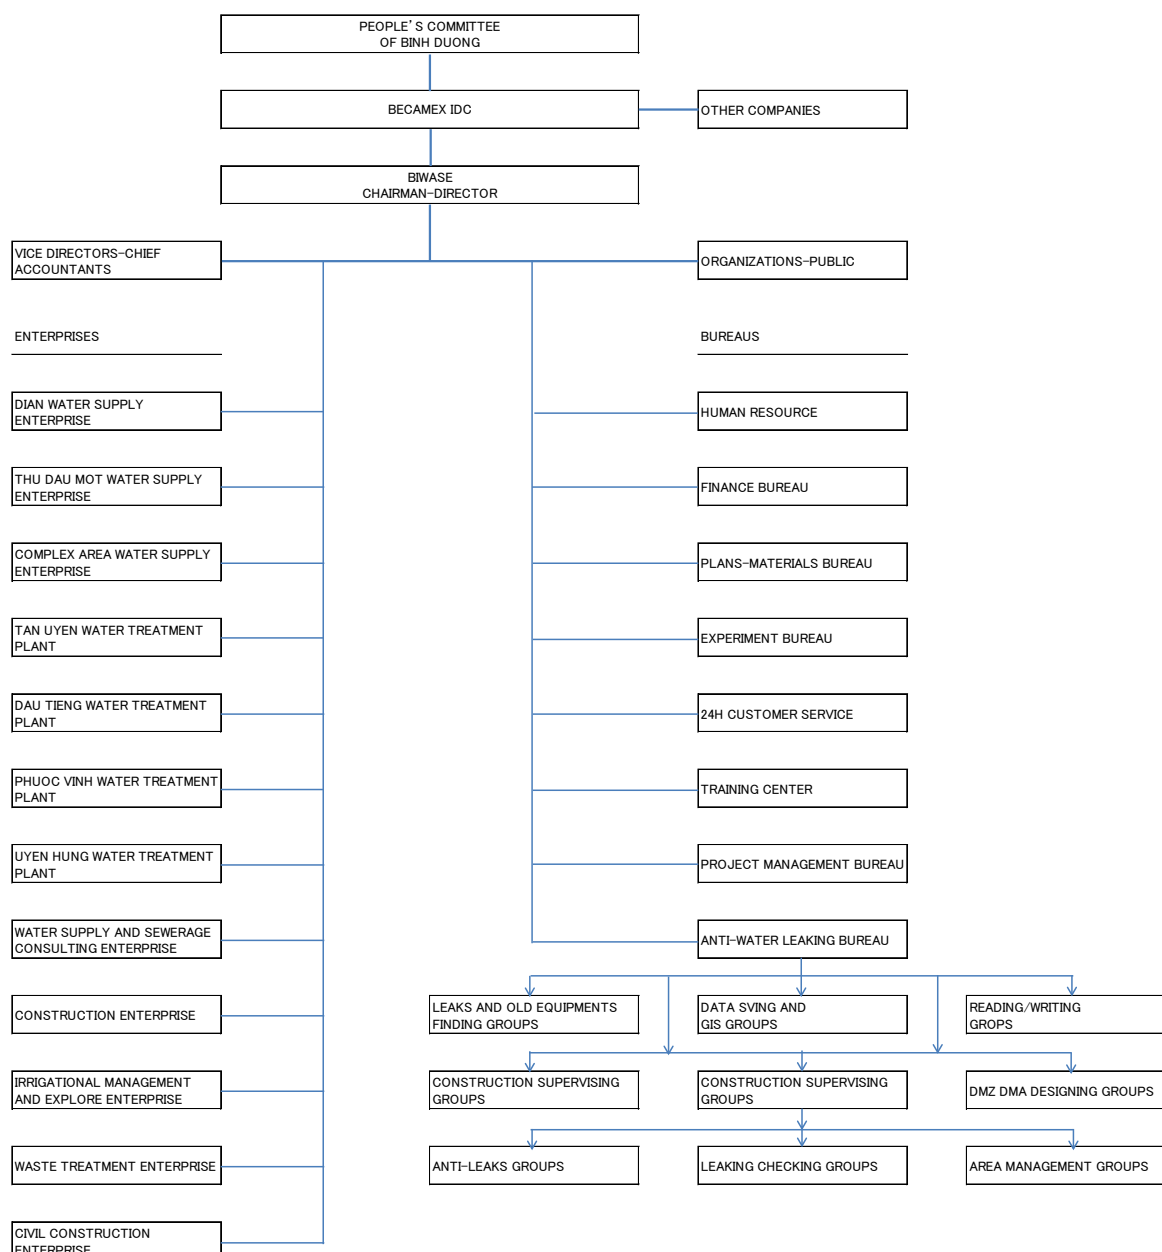 PEOPLE'S COMMITTEE
OF BINH DUONG
BECAMEX IDC
OTHER COMPANIES
BIWASE
CHAIRMAN-DIRECTOR
VICE DIRECTORS-CHIEF
ACCOUNTANTS
ORGANIZATIONS-PUBLIC
ENTERPRISES
BUREAUS
DIAN WATER SUPPLY
ENTERPRISE
HUMAN RESOURCE
THU DAU MOT WATER SUPPLY
ENTERPRISE
FINANCE BUREAU
COMPLEX AREA WATER SUPPLY
ENTERPRISE
PLANS-MATERIALS BUREAU
TAN UYEN WATER TREATMENT
PLANT
EXPERIMENT BUREAU
DAU TIENG WATER TREATMENT
PLANT
24H CUSTOMER SERVICE
PHUOC VINH WATER TREATMENT
PLANT
TRAINING CENTER
UYEN HUNG WATER TREATMENT
PLANT
PROJECT MANAGEMENT BUREAU
WATER SUPPLY AND SEWERAGE
CONSULTING ENTERPRISE
ANTI-WATER LEAKING BUREAU
CONSTRUCTION ENTERPRISE
LEAKS AND OLD EQUIPMENTS
FINDING GROUPS
DATA SVING AND
GIS GROUPS
READING/WRITING
GROPS
IRRIGATIONAL MANAGEMENT
AND EXPLORE ENTERPRISE
CONSTRUCTION SUPERVISING
GROUPS
CONSTRUCTION SUPERVISING
GROUPS
DMZ DMA DESIGNING GROUPS
WASTE TREATMENT ENTERPRISE
ANTI-LEAKS GROUPS
LEAKING CHECKING GROUPS
AREA MANAGEMENT GROUPS
CIVIL CONSTRUCTION
ENTERPRISE